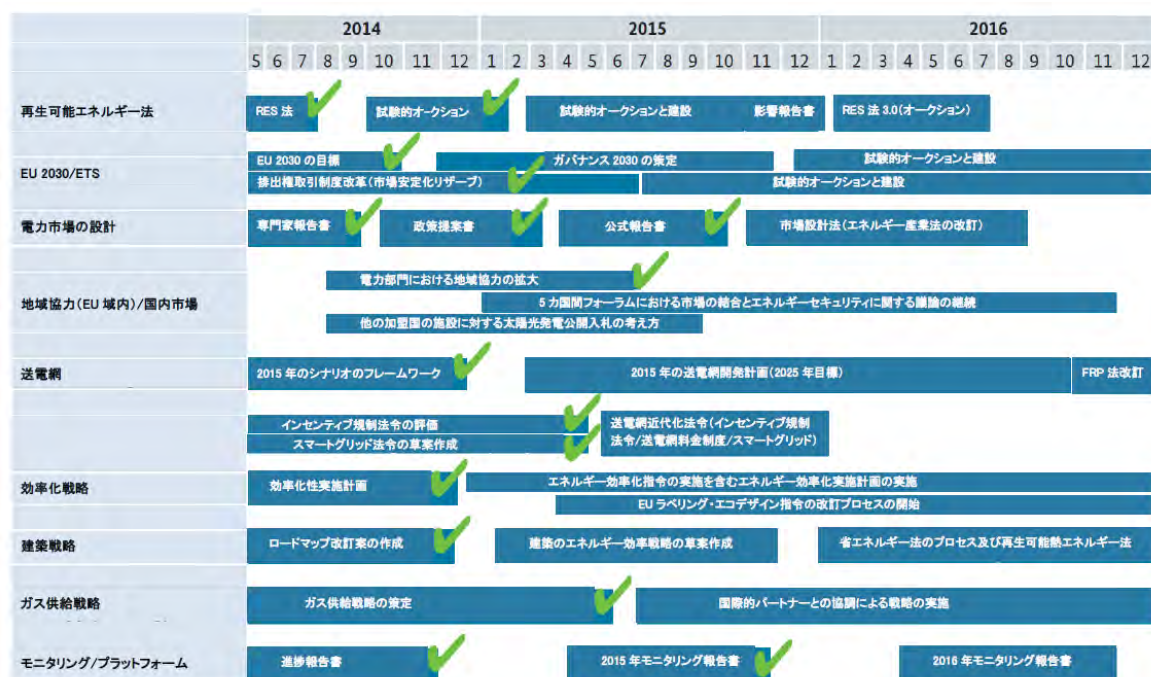 2014 2015 2016
5 6 7 8 9 10 11 12 1 2 3 4 5 6 7 8 9 10 11 12 1 2 3 4 5 6 7 8 9 10 11 12
再生可能エネルギー法
RES 法
試験的オークション
試験的オークションと建設
影響報告書
RES 法 3.0(オークション)
EU 2030/ETS
EU 2030 の目標
ガバナンス 2030 の策定
試験的オークションと建設
排出権取引制度改革(市場安定化リザーブ)
試験的オークションと建設
電力市場の設計
専門家報告書
政策提案書
公式報告書
市場設計法(エネルギー産業法の改訂)
地域協力(EU 域内)/国内市場
電力部門における地域協力の拡大
5 カ国間フォーラムにおける市場の結合とエネルギーセキュリティに関する議論の継続
他の加盟国の施設に対する太陽光発電公開入札の考え方
送電網
2015 年のシナリオのフレームワーク
2015 年の送電網開発計画(2025 年目標)
FRP 法改訂
インセンティブ規制法令の評価
スマートグリッド法令の草案作成
送電網近代化法令(インセンティブ規制
法令/送電網料金制度/スマートグリッド)
効率化戦略
効率化性実施計画
エネルギー効率化指令の実施を含むエネルギー効率化実施計画の実施
EU ラベリング・エコデザイン指令の改訂プロセスの開始
建築戦略
ロードマップ改訂案の作成
建築のエネルギー効率戦略の草案作成
省エネルギー法のプロセス及び再生可能熱エネルギー法
ガス供給戦略
ガス供給戦略の策定
国際的パートナーとの協調による戦略の実施
モニタリング/プラットフォーム
進捗報告書
2015 年モニタリング報告書
2016 年モニタリング報告書